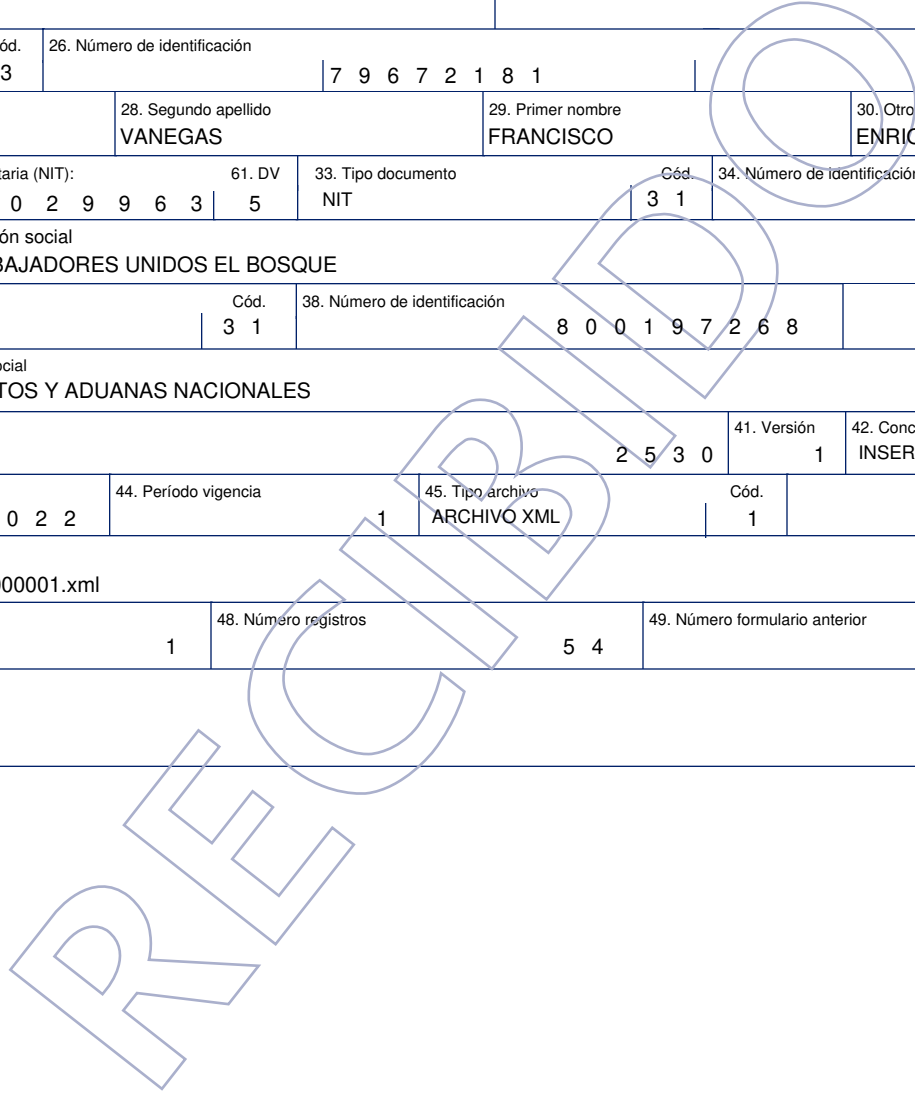 ód. 26. Número de identificación
3 7 9 6 7 2 1 8 1
28. Segundo apellido 29. Primer nombre 30. Otro
VANEGAS FRANCISCO ENRIC
taria (NIT): 61. DV 33. Tipo documento Cód. 34. Número de identificación
0 2 9 9 6 3 5 NIT 3 1
ón social
BAJADORES UNIDOS EL BOSQUE
Cód. 38. Número de identificación
3 1 8 0 0 1 9 7 2 6 8
ocial
TOS Y ADUANAS NACIONALES
41. Versión 42. Conc
2 5 3 0 1 INSER
44. Período vigencia 45. Tipo archivo Cód.
0 2 2 1 ARCHIVO XML 1
000001.xml
48. Número registros 49. Número formulario anterior
1 5 4
RECIBIDO